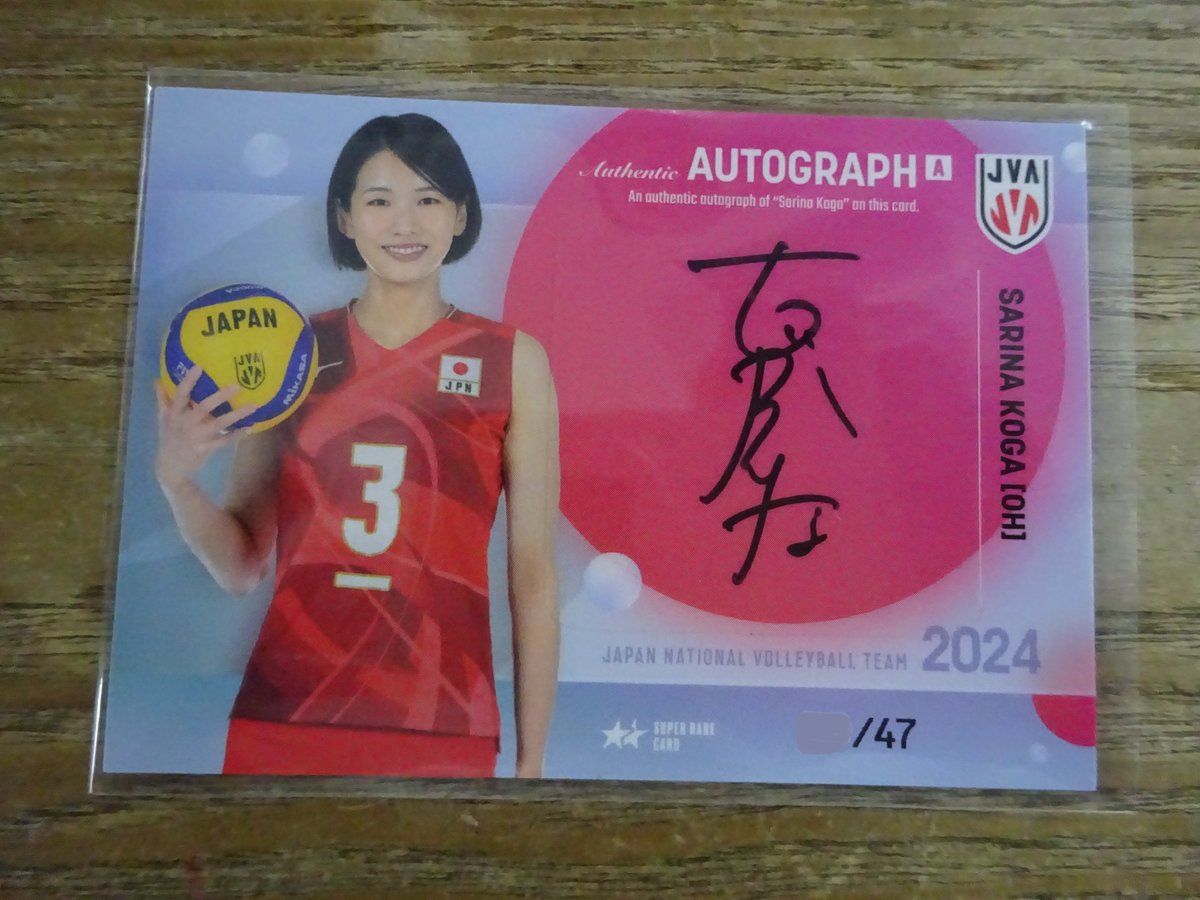 Authentic AUTOGRAPH A
An authentic autograph of "Sarina Koga" on this card.
JVA
SARINA KOGA [OH]
JAPAN
JVA
MIKASA
JPN
3
JAPAN NATIONAL VOLLEYBALL TEAM 2024
SUPER RARE
CARD
/47